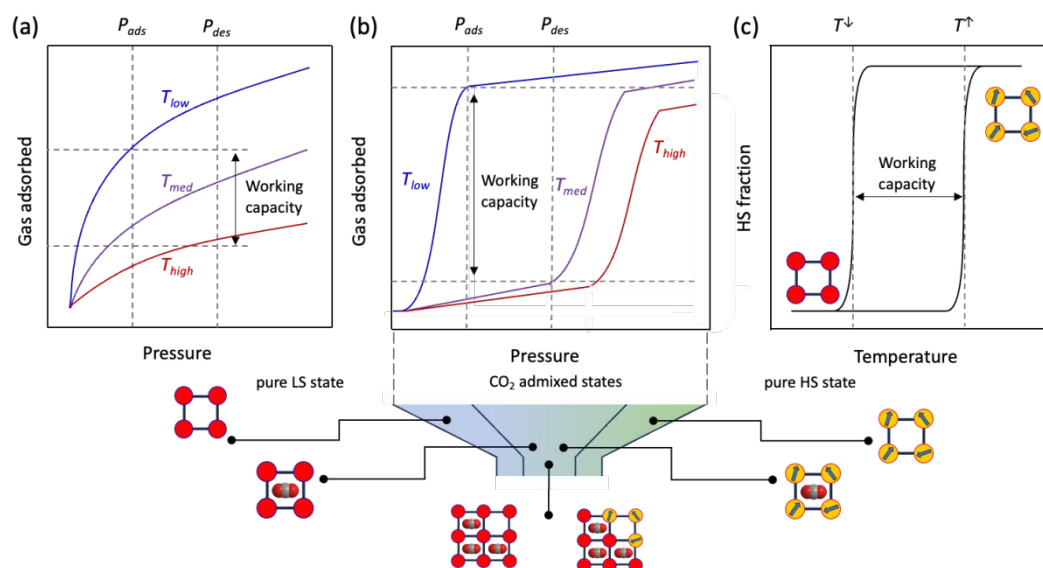 (a)
P_ads
P_des
Gas adsorbed
T_low
T_med
T_high
Working
capacity
Pressure
(b)
P_ads
P_des
Gas adsorbed
T_low
T_med
T_high
Working
capacity
Pressure
(c)
T↓
T↑
HS fraction
Working
capacity
Temperature
pure LS state
CO₂ admixed states
pure HS state